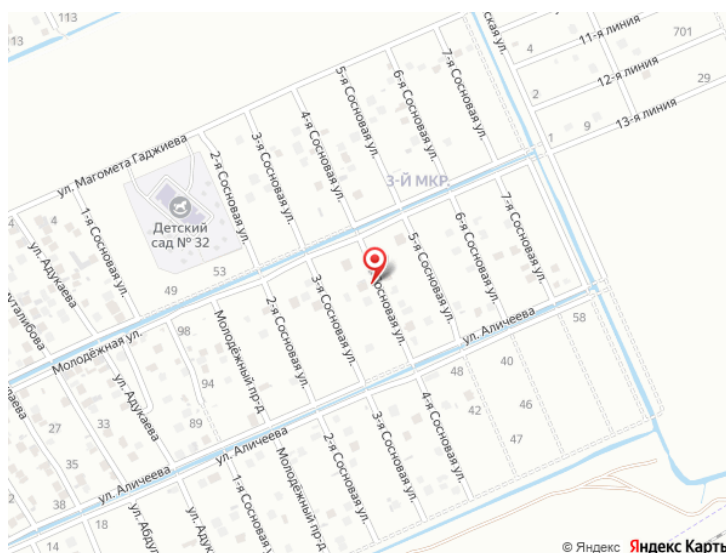 113
113
ская ул.
4
11-я линия
701
12-я линия
29
2
9
1
13-я линия
7-я Сосновая ул.
6-я Сосновая ул.
5-я Сосновая ул.
4-я Сосновая ул.
3-я Сосновая ул.
2-я Сосновая ул.
ул. Магомета Гаджиева
3-Й МКР.
Детский
сад № 32
1-я Сосновая ул.
4
4
ул. Адукаева
7-я Сосновая ул.
6-я Сосновая ул.
5-я Сосновая ул.
Сосновая ул.
3-я Сосновая ул.
2-я Сосновая ул.
53
49
Молодёжная ул.
98
94
89
Молодёжный пр-д
ул. Адукаева
ул. Аличеева
58
48
40
42
46
47
4-я Сосновая ул.
3-я Сосновая ул.
2-я Сосновая ул.
Молодёжный пр-д
1-я Сосновая ул.
ул. Аличеева
ул. Аличеева
27
33
35
38
37
14
18
© Яндекс Яндекс Карты